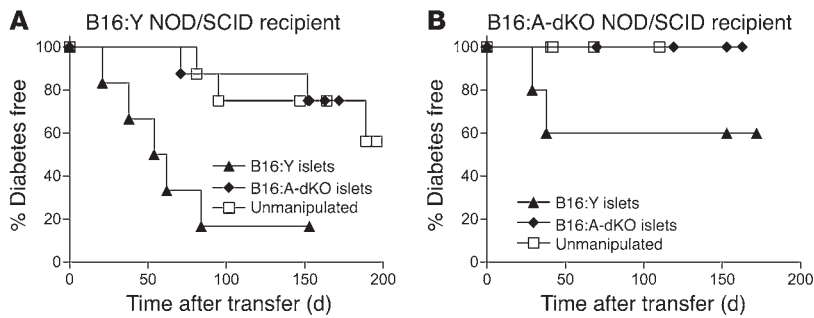 A B16:Y NOD/SCID recipient
% Diabetes free
100
80
60
40
20
0
B16:Y islets
B16:A-dKO islets
Unmanipulated
0 50 100 150 200
Time after transfer (d)
B B16:A-dKO NOD/SCID recipient
% Diabetes free
100
80
60
40
20
0
B16:Y islets
B16:A-dKO islets
Unmanipulated
0 50 100 150 200
Time after transfer (d)